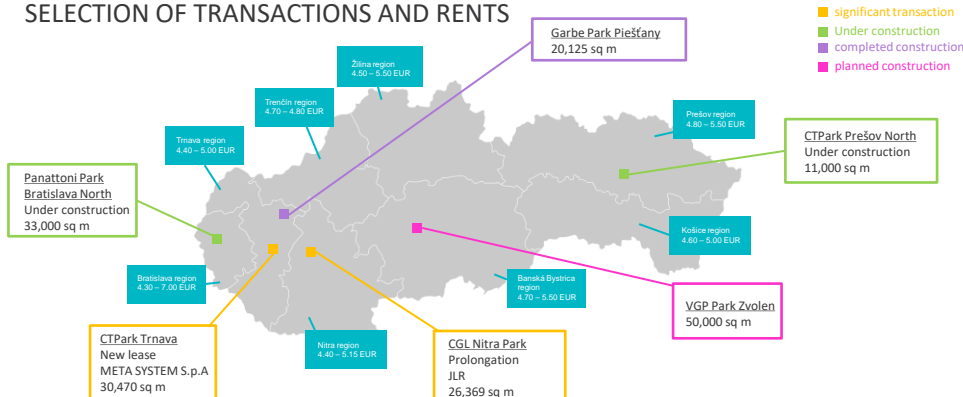 SELECTION OF TRANSACTIONS AND RENTS
significant transaction
Under construction
completed construction
planned construction
Garbe Park Piešťany
20,125 sq m
Žilina region
4.50 – 5.50 EUR
Trenčín region
4.70 – 4.80 EUR
Trnava region
4.40 – 5.00 EUR
Prešov region
4.80 – 5.50 EUR
CTPark Prešov North
Under construction
11,000 sq m
Panattoni Park
Bratislava North
Under construction
33,000 sq m
Košice region
4.60 – 5.00 EUR
Bratislava region
4.30 – 7.00 EUR
Banská Bystrica
region
4.70 – 5.50 EUR
VGP Park Zvolen
50,000 sq m
CTPark Trnava
New lease
META SYSTEM S.p.A
30,470 sq m
Nitra region
4.40 – 5.15 EUR
CGL Nitra Park
Prolongation
JLR
26,369 sq m